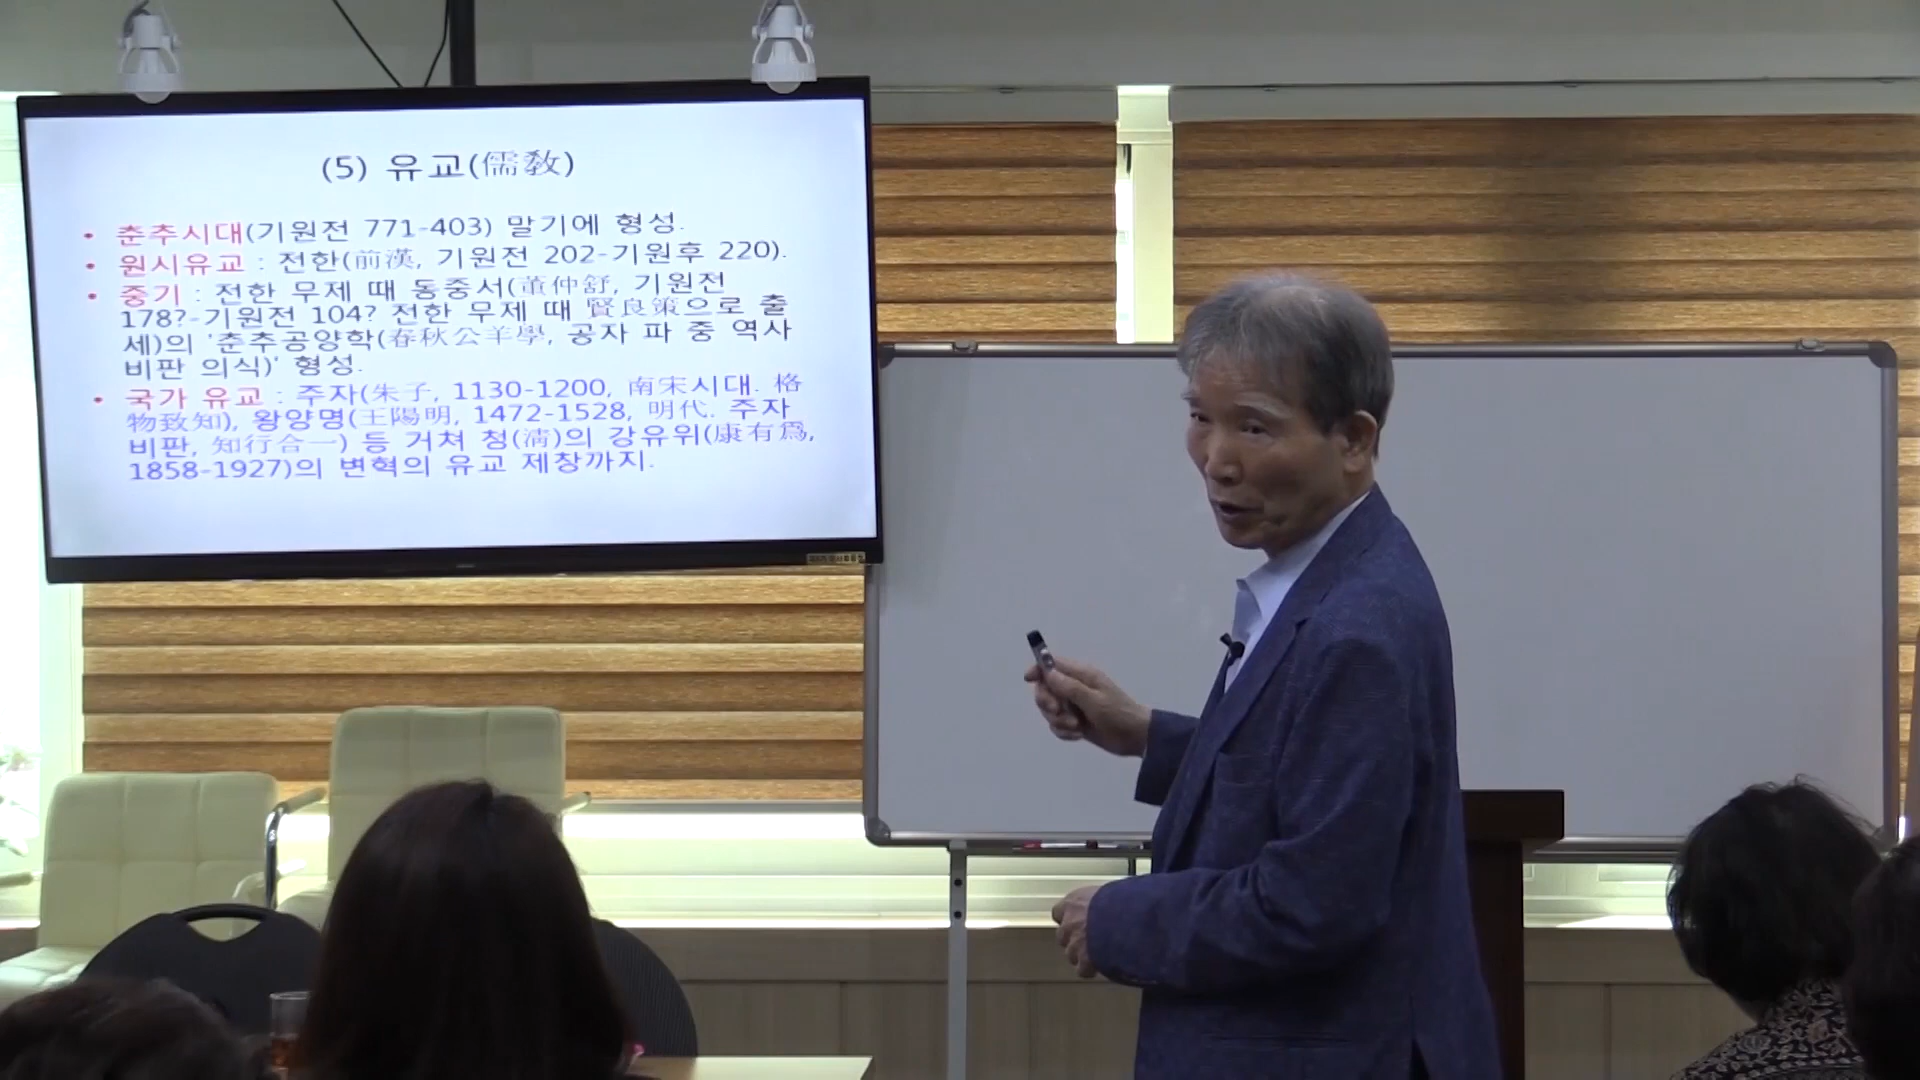 (5) 유교(儒敎)
• 춘추시대(기원전 771-403) 말기에 형성.
• 원시유교 : 전한(前漢, 기원전 202-기원후 220).
• 중기 : 전한 무제 때 동중서(董仲舒, 기원전
178?-기원전 104? 전한 무제 때 賢良策으로 출
세)의 '춘추공양학(春秋公羊學, 공자 파 중 역사
비판 의식)' 형성.
• 국가 유교 : 주자(朱子, 1130-1200, 南宋시대. 格
物致知), 왕양명(王陽明, 1472-1528, 明代. 주자
비판, 知行合一) 등 거쳐 청(淸)의 강유위(康有爲,
1858-1927)의 변혁의 유교 제창까지.